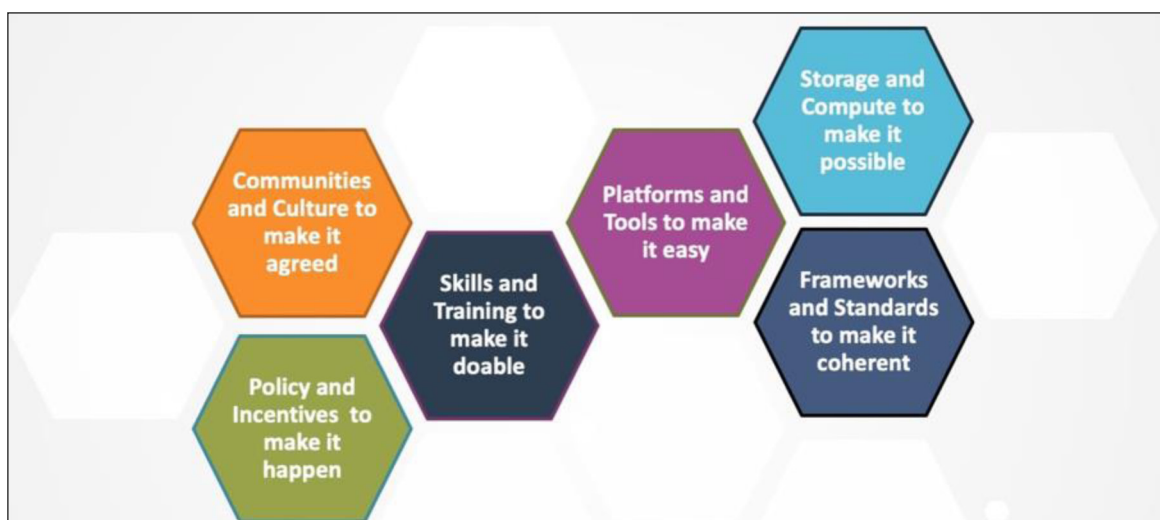 Communities
and Culture to
make it
agreed
Policy and
Incentives to
make it
happen
Skills and
Training to
make it
doable
Platforms and
Tools to make
it easy
Storage and
Compute to
make it
possible
Frameworks
and Standards
to make it
coherent